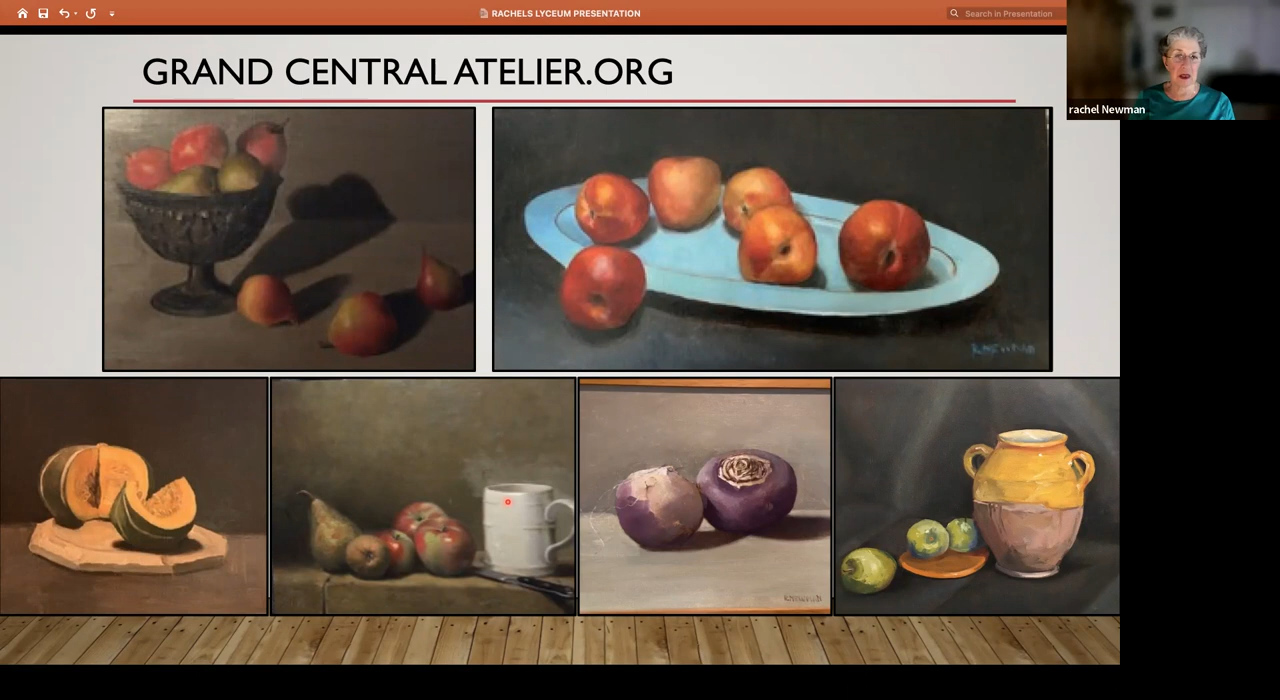 RACHELS LYCEUM PRESENTATION
Search in Presentation
GRAND CENTRAL ATELIER.ORG
rachel Newman